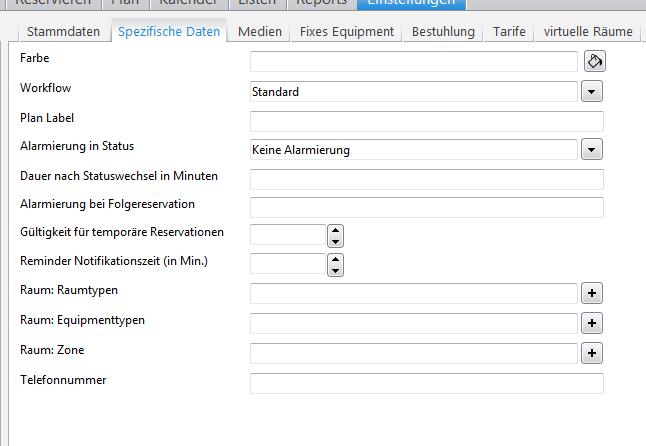 Reservieren Plan Kalender Listen Reports Einstellungen
Stammdaten Spezifische Daten Medien Fixes Equipment Bestuhlung Tarife virtuelle Räume
Farbe
Workflow Standard
Plan Label
Alarmierung in Status Keine Alarmierung
Dauer nach Statuswechsel in Minuten
Alarmierung bei Folgereservation
Gültigkeit für temporäre Reservationen
Reminder Notifikationszeit (in Min.)
Raum: Raumtypen
Raum: Equipmenttypen
Raum: Zone
Telefonnummer